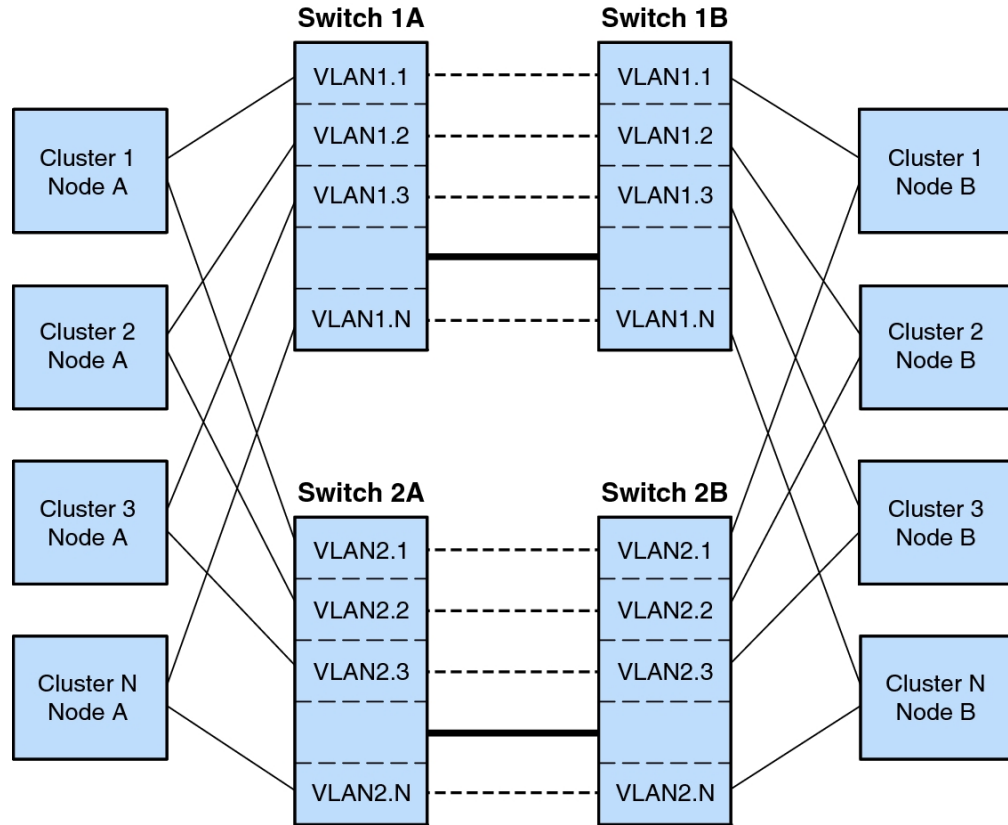 Switch 1A
Switch 1B
VLAN1.1
VLAN1.2
VLAN1.3
VLAN1.N
VLAN1.1
VLAN1.2
VLAN1.3
VLAN1.N
Cluster 1
Node A
Cluster 2
Node A
Cluster 3
Node A
Cluster N
Node A
Cluster 1
Node B
Cluster 2
Node B
Cluster 3
Node B
Cluster N
Node B
Switch 2A
Switch 2B
VLAN2.1
VLAN2.2
VLAN2.3
VLAN2.N
VLAN2.1
VLAN2.2
VLAN2.3
VLAN2.N